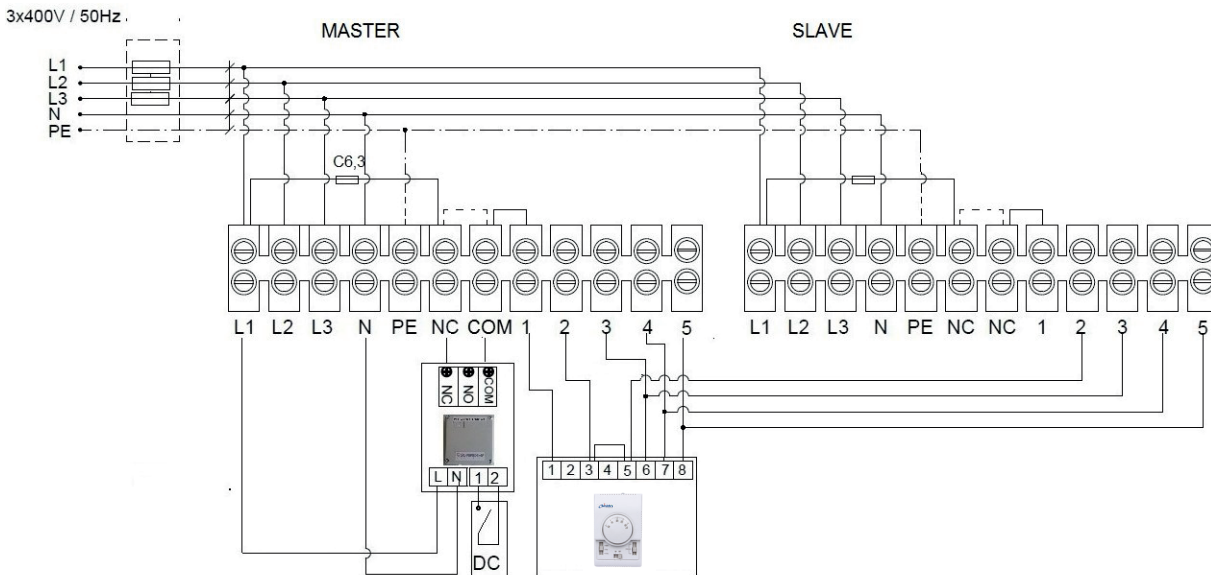 3x400V / 50Hz
MASTER SLAVE
L1
L2
L3
N
PE
C6,3
L1 L2 L3 N PE NC COM 1 2 3 4 5 L1 L2 L3 N PE NC NC 1 2 3 4 5
NC NO COM
L N 1 2
1 2 3 4 5 6 7 8
DC